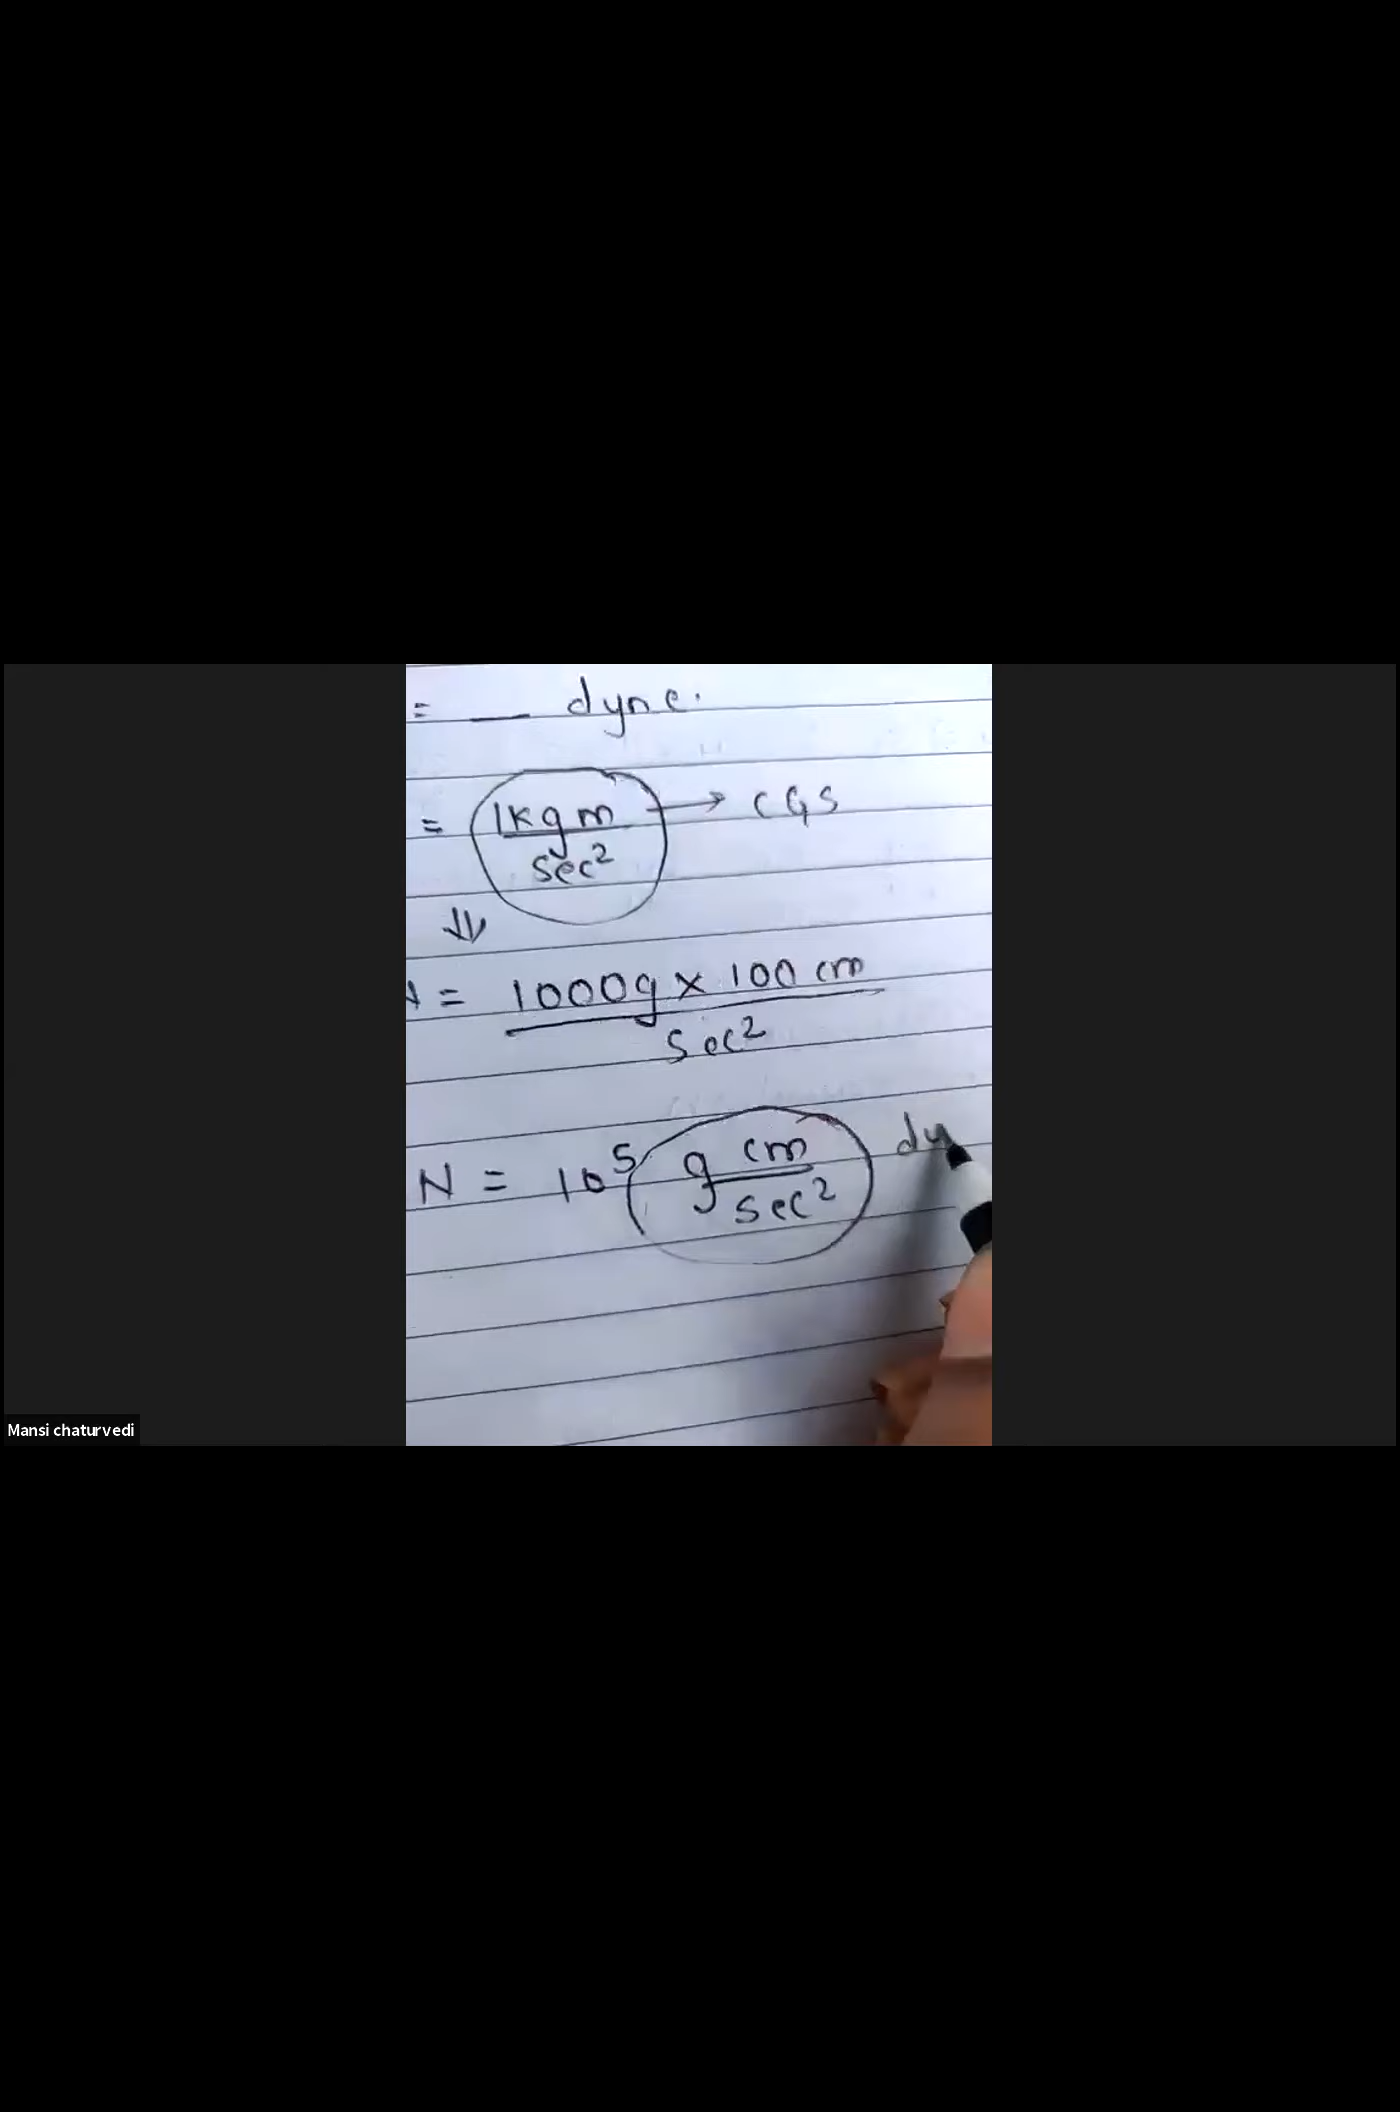 = __ dyne.
= 1kg m → CGS
sec²
⇓
= 1000g × 100 cm
sec²
N = 10⁵ g cm
sec²
dy
Mansi chaturvedi